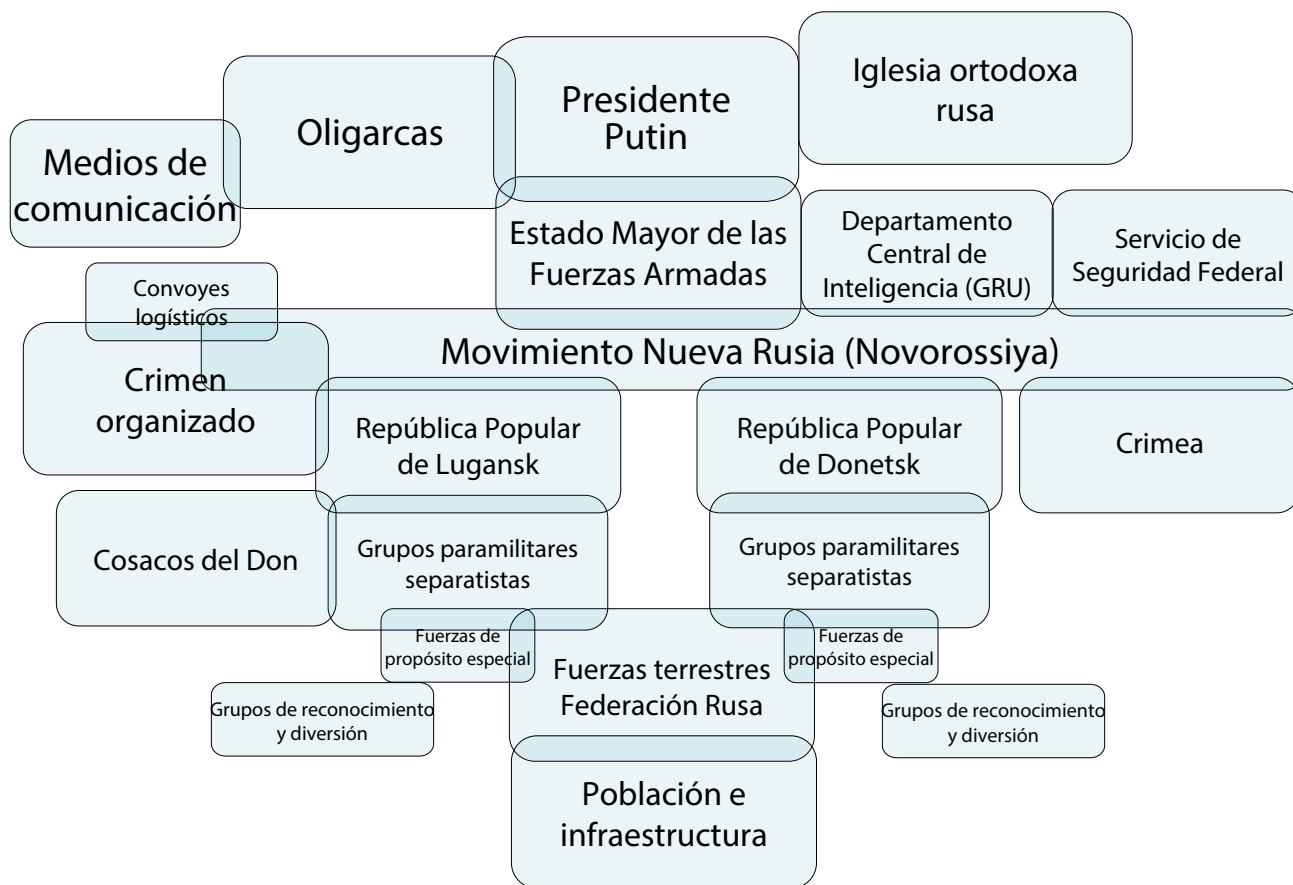 Iglesia ortodoxa
rusa
Presidente
Putin
Oligarcas
Medios de
comunicación
Estado Mayor de las
Fuerzas Armadas
Departamento
Central de
Inteligencia (GRU)
Servicio de
Seguridad Federal
Convoyes
logísticos
Movimiento Nueva Rusia (Novorossiya)
Crimen
organizado
República Popular
de Lugansk
República Popular
de Donetsk
Crimea
Cosacos del Don
Grupos paramilitares
separatistas
Grupos paramilitares
separatistas
Fuerzas de
propósito especial
Fuerzas terrestres
Federación Rusa
Fuerzas de
propósito especial
Grupos de reconocimiento
y diversión
Grupos de reconocimiento
y diversión
Población e
infraestructura